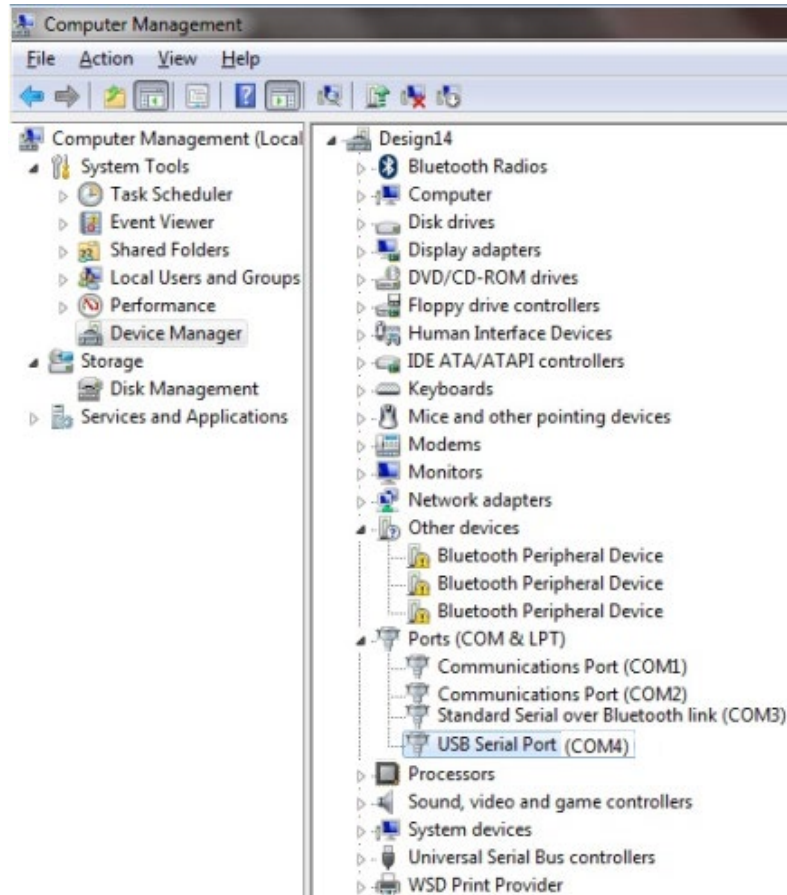 Computer Management
File Action View Help
Computer Management (Local
System Tools
Task Scheduler
Event Viewer
Shared Folders
Local Users and Groups
Performance
Device Manager
Storage
Disk Management
Services and Applications
Design14
Bluetooth Radios
Computer
Disk drives
Display adapters
DVD/CD-ROM drives
Floppy drive controllers
Human Interface Devices
IDE ATA/ATAPI controllers
Keyboards
Mice and other pointing devices
Modems
Monitors
Network adapters
Other devices
Bluetooth Peripheral Device
Bluetooth Peripheral Device
Bluetooth Peripheral Device
Ports (COM & LPT)
Communications Port (COM1)
Communications Port (COM2)
Standard Serial over Bluetooth link (COM3)
USB Serial Port (COM4)
Processors
Sound, video and game controllers
System devices
Universal Serial Bus controllers
WSD Print Provider